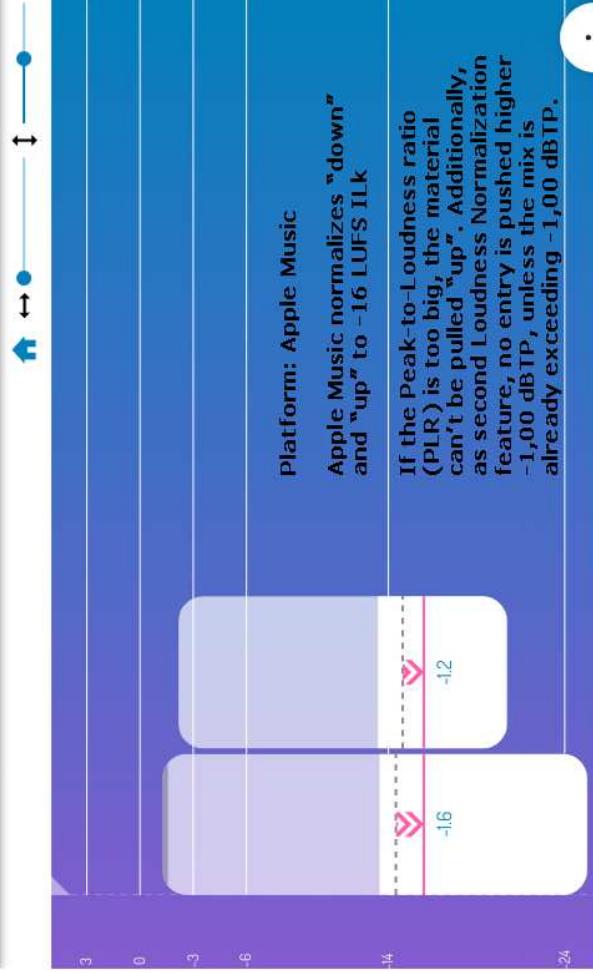 3
0
-3
-6
-14
-24
-1.6
-1.2
Platform: Apple Music
Apple Music normalizes “down”
and “up” to -16 LUFS ILk
If the Peak-to-Loudness ratio
(PLR) is too big, the material
can't be pulled “up”. Additionally,
as second Loudness Normalization
feature, no entry is pushed higher
-1,00 dBTP, unless the mix is
already exceeding -1,00 dBTP.